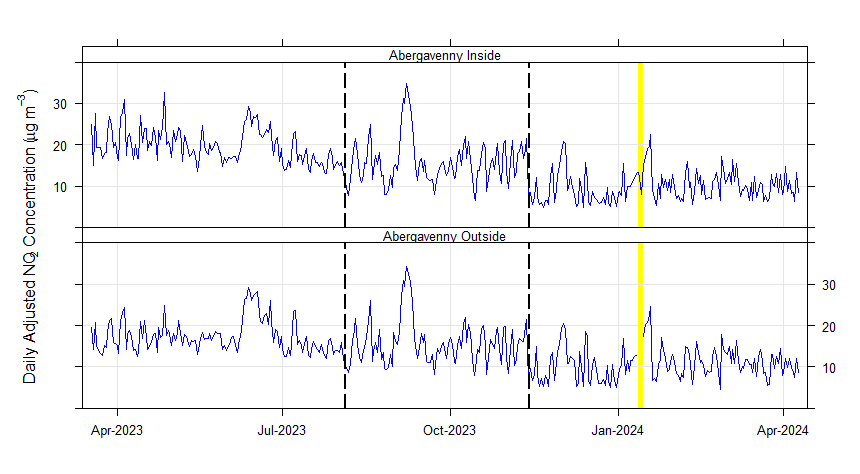 Abergavenny Inside
30
20
10
Abergavenny Outside
30
20
10
Apr-2023 Jul-2023 Oct-2023 Jan-2024 Apr-2024
Daily Adjusted NO₂ Concentration (µg m⁻³)